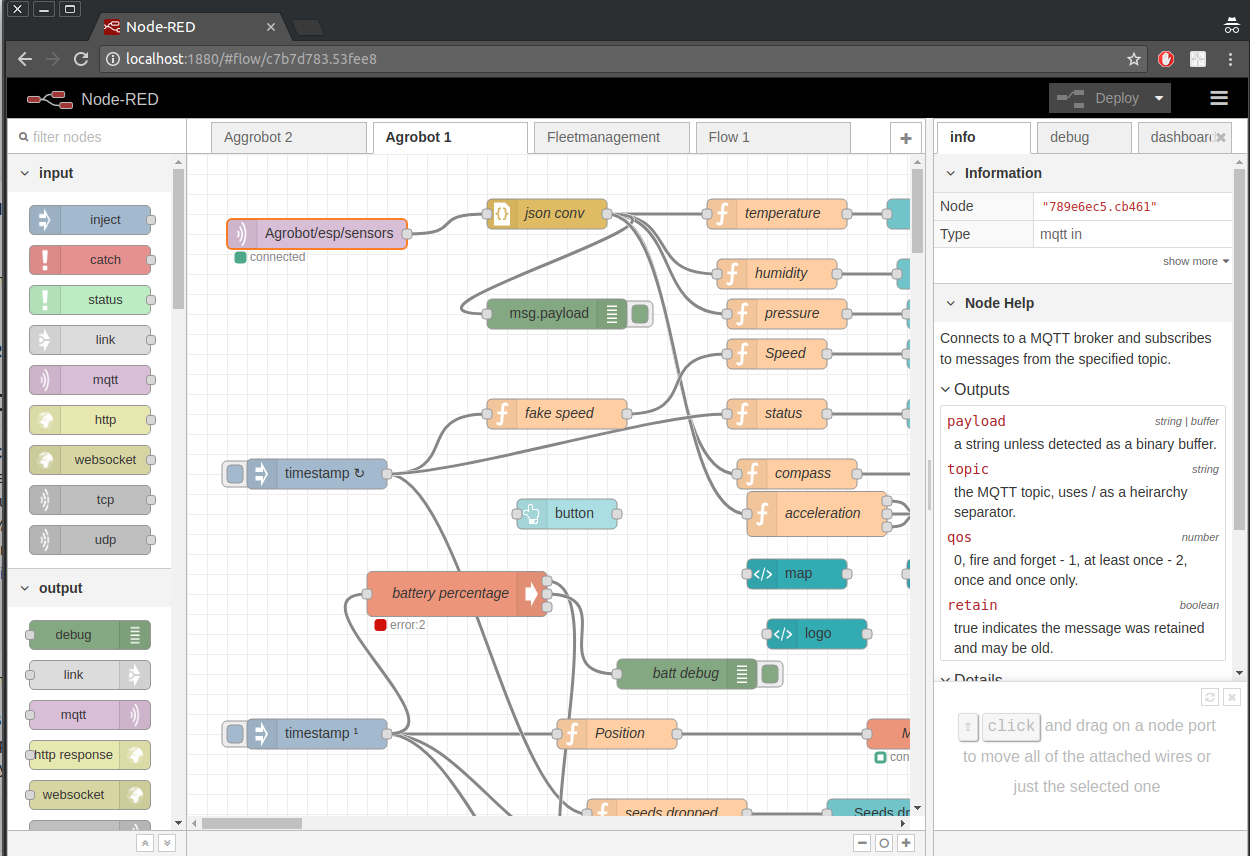 Node-RED
localhost:1880/#flow/c7b7d783.53fee8
Node-RED
Deploy
filter nodes
input
inject
catch
status
link
mqtt
http
websocket
tcp
udp
output
debug
link
mqtt
http response
websocket
Aggrobot 2
Agrobot 1
Fleetmanagement
Flow 1
Agrobot/esp/sensors
connected
json conv
temperature
humidity
msg.payload
pressure
Speed
fake speed
status
timestamp ↻
compass
button
acceleration
map
battery percentage
error:2
logo
batt debug
timestamp ¹
Position
M
con
seeds dropped
Seeds dr
info
debug
dashboard
Information
Node "789e6ec5.cb461"
Type mqtt in
show more
Node Help
Connects to a MQTT broker and subscribes
to messages from the specified topic.
Outputs
payload string | buffer
a string unless detected as a binary buffer.
topic string
the MQTT topic, uses / as a heirarchy
separator.
qos number
0, fire and forget - 1, at least once - 2,
once and once only.
retain boolean
true indicates the message was retained
and may be old.
Details
⇧ click and drag on a node port
to move all of the attached wires or
just the selected one